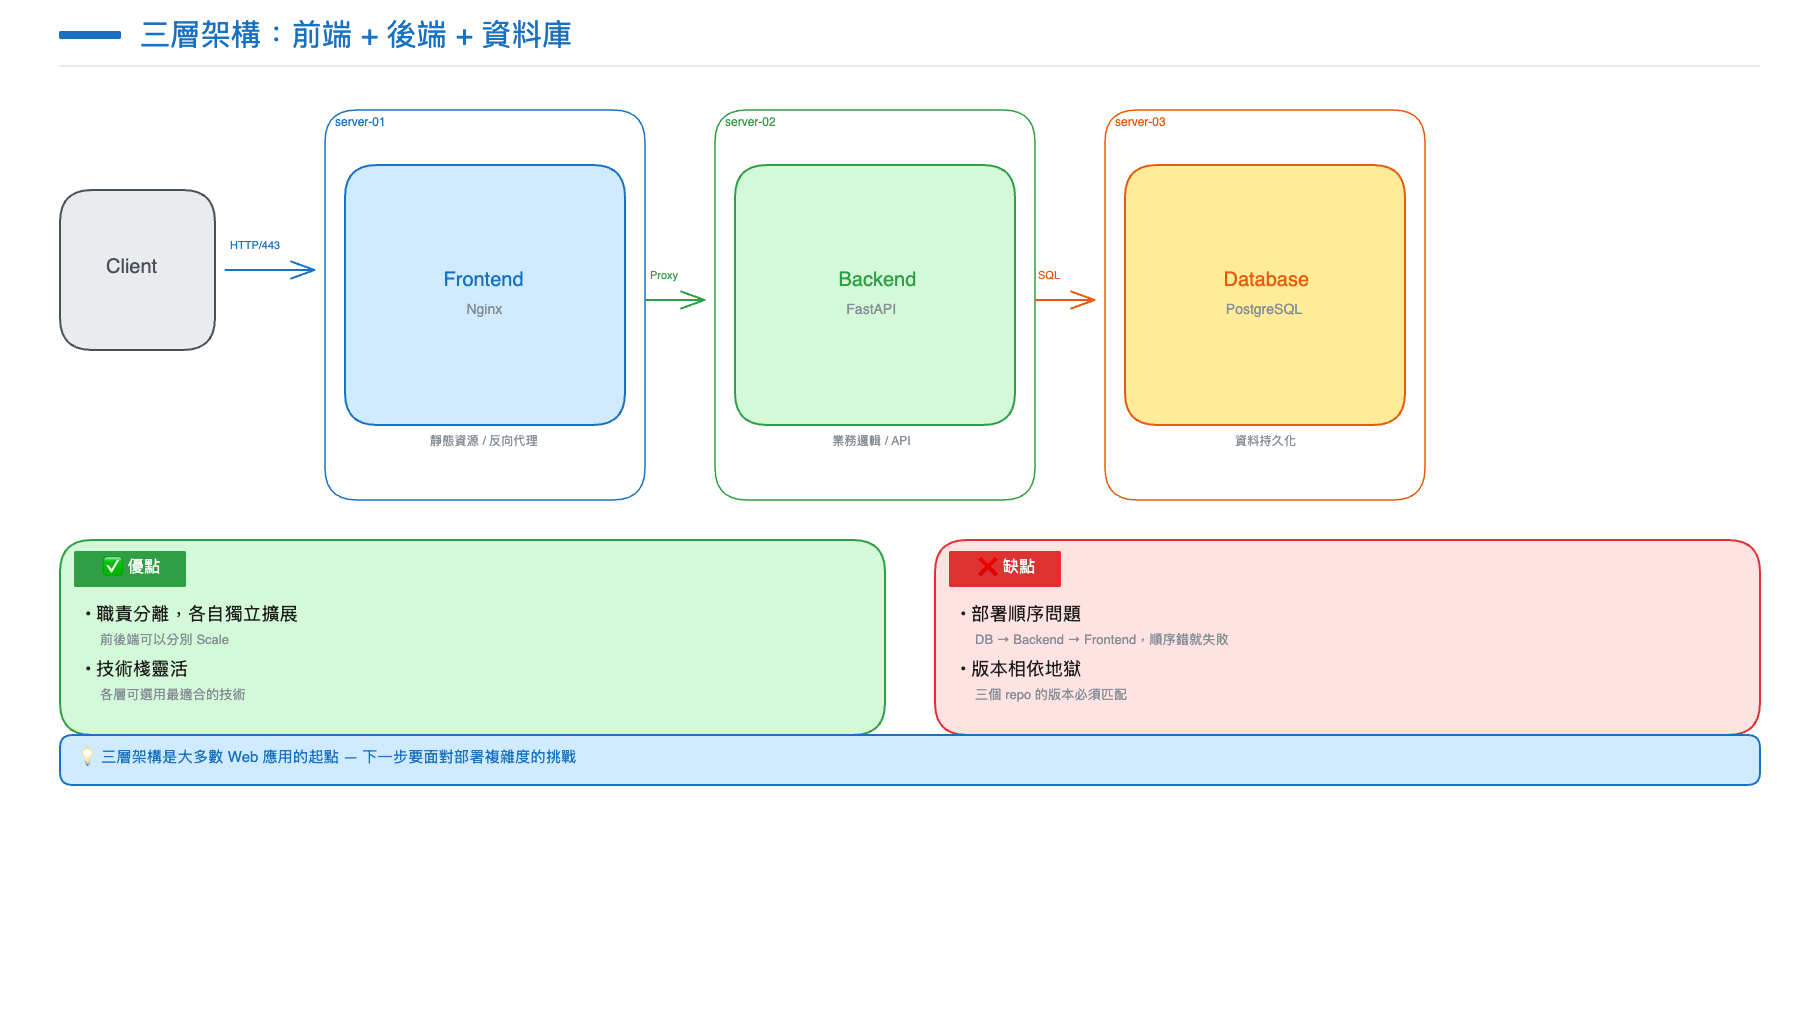 三層架構：前端 + 後端 + 資料庫
server-01
server-02
server-03
Client
HTTP/443
Frontend
Nginx
Proxy
Backend
FastAPI
SQL
Database
PostgreSQL
靜態資源 / 反向代理
業務邏輯 / API
資料持久化
✅ 優點
• 職責分離，各自獨立擴展
前後端可以分別 Scale
• 技術棧靈活
各層可選用最適合的技術
❌ 缺點
• 部署順序問題
DB → Backend → Frontend，順序錯就失敗
• 版本相依地獄
三個 repo 的版本必須匹配
💡 三層架構是大多數 Web 應用的起點 — 下一步要面對部署複雜度的挑戰